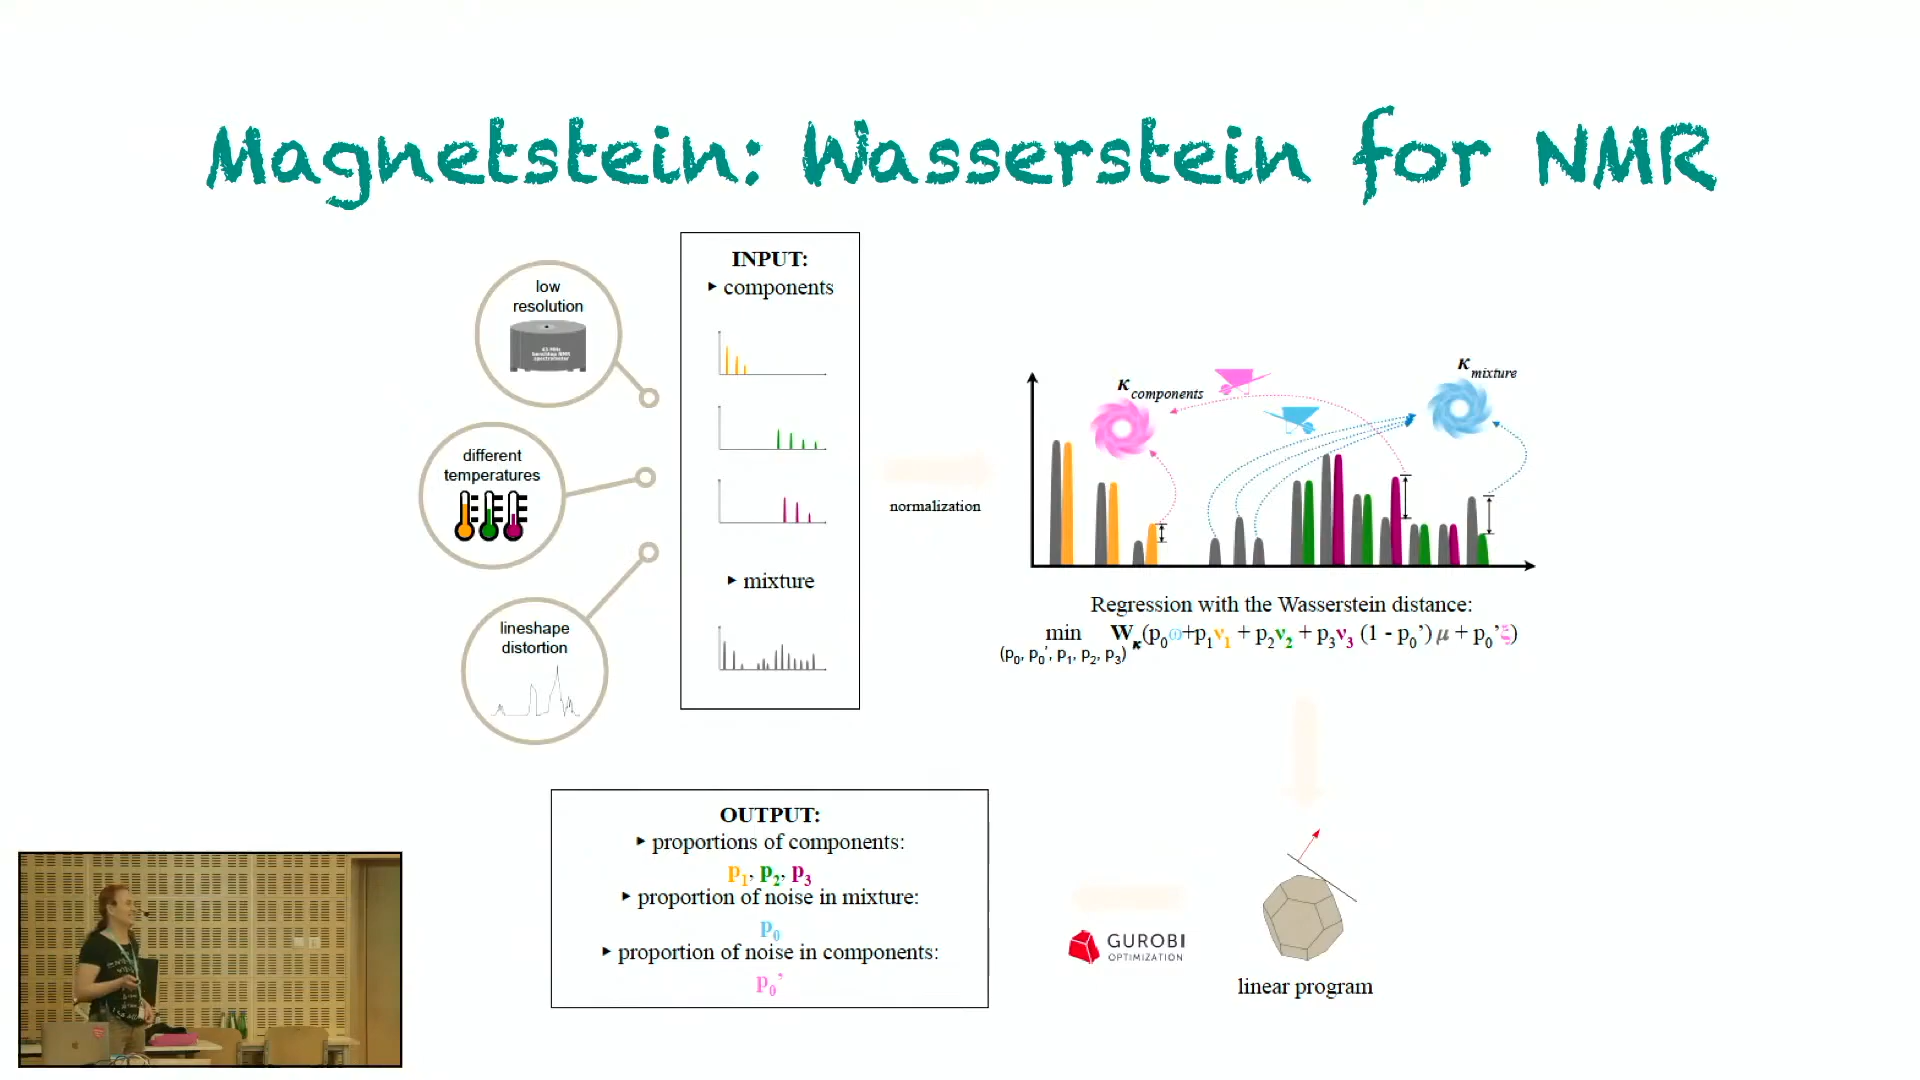 Magnetstein: Wasserstein for NMR
low
resolution
different
temperatures
lineshape
distortion
INPUT:
▸ components
▸ mixture
normalization
κ components
κ mixture
Regression with the Wasserstein distance:
min Wκ(p0ω+p1ν1 + p2ν2 + p3ν3 (1 - p0’) μ + p0’ξ)
(p0, p0’, p1, p2, p3)
OUTPUT:
▸ proportions of components:
p1, p2, p3
▸ proportion of noise in mixture:
p0
▸ proportion of noise in components:
p0’
GUROBI
OPTIMIZATION
linear program